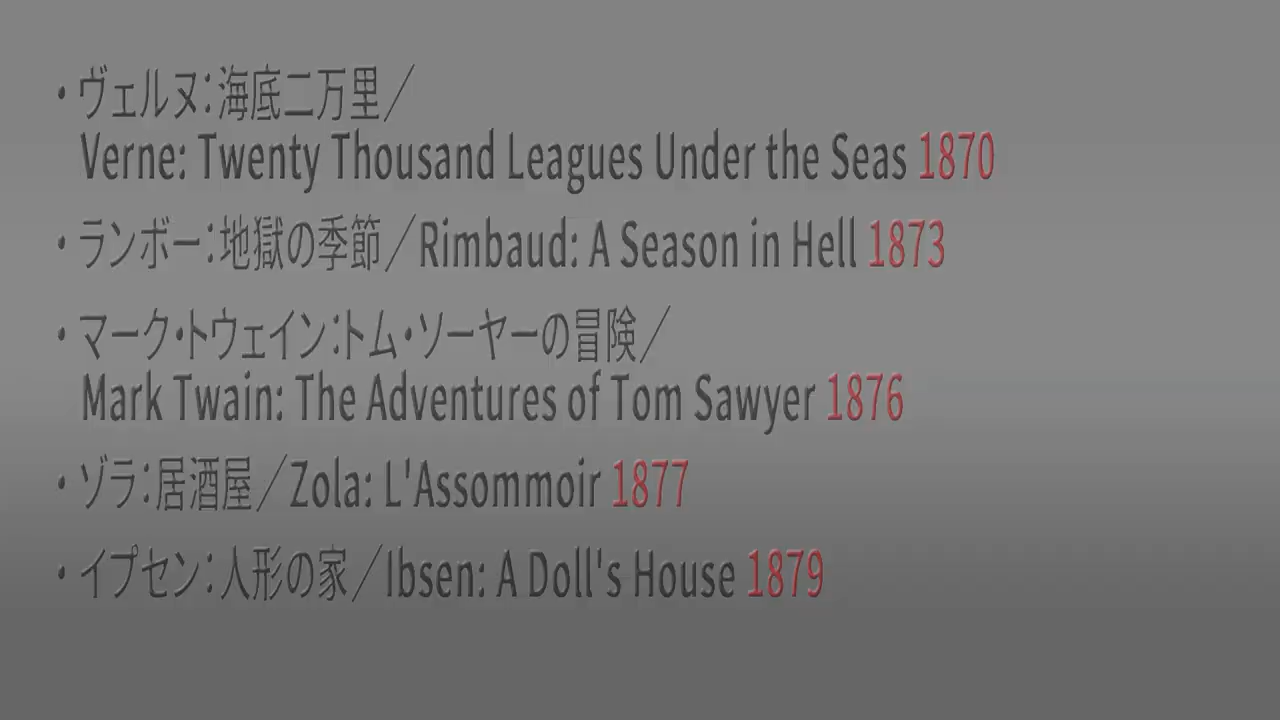 ・ヴェルヌ：海底二万里／
Verne: Twenty Thousand Leagues Under the Seas 1870
・ランボー：地獄の季節／Rimbaud: A Season in Hell 1873
・マーク・トウェイン：トム・ソーヤーの冒険／
Mark Twain: The Adventures of Tom Sawyer 1876
・ゾラ：居酒屋／Zola: L'Assommoir 1877
・イプセン：人形の家／Ibsen: A Doll's House 1879